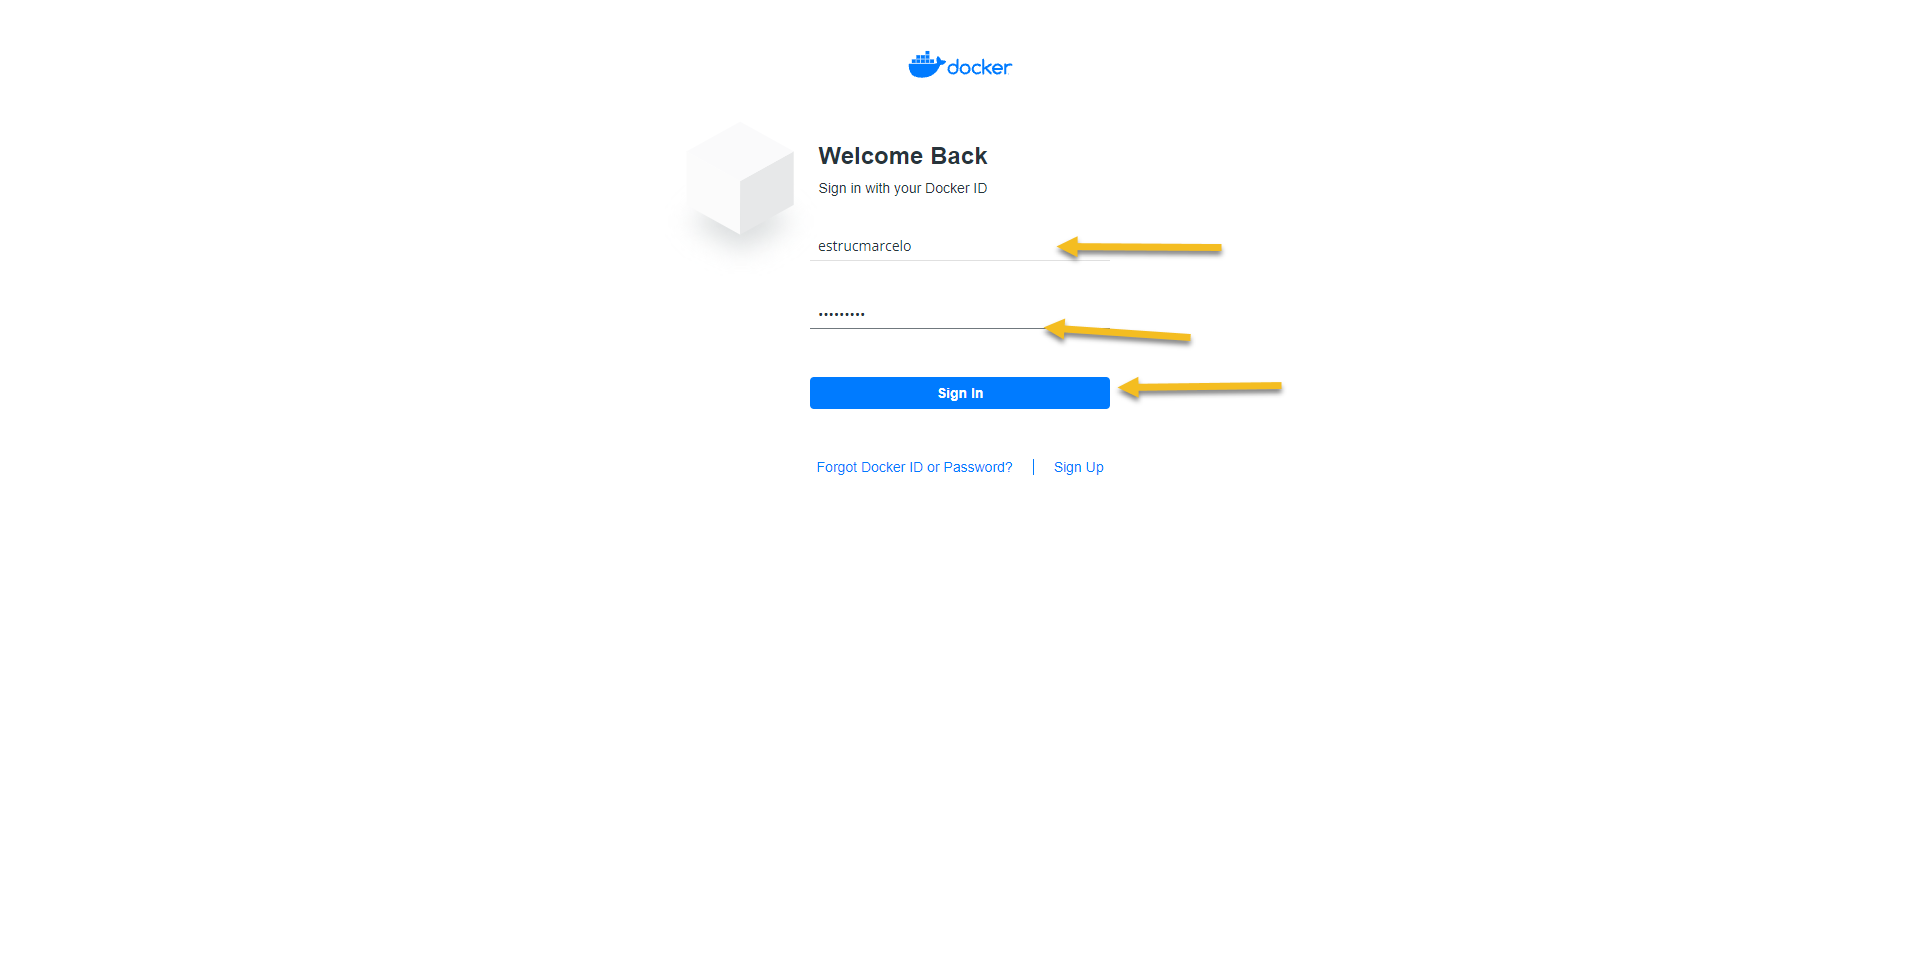 docker
Welcome Back
Sign in with your Docker ID
estrucmarcelo
•••••••••
Sign In
Forgot Docker ID or Password? | Sign Up